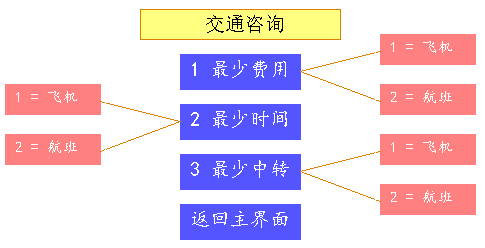 交通咨询
1 最少费用
1 = 飞机
2 = 航班
2 最少时间
1 = 飞机
2 = 航班
3 最少中转
1 = 飞机
2 = 航班
返回主界面